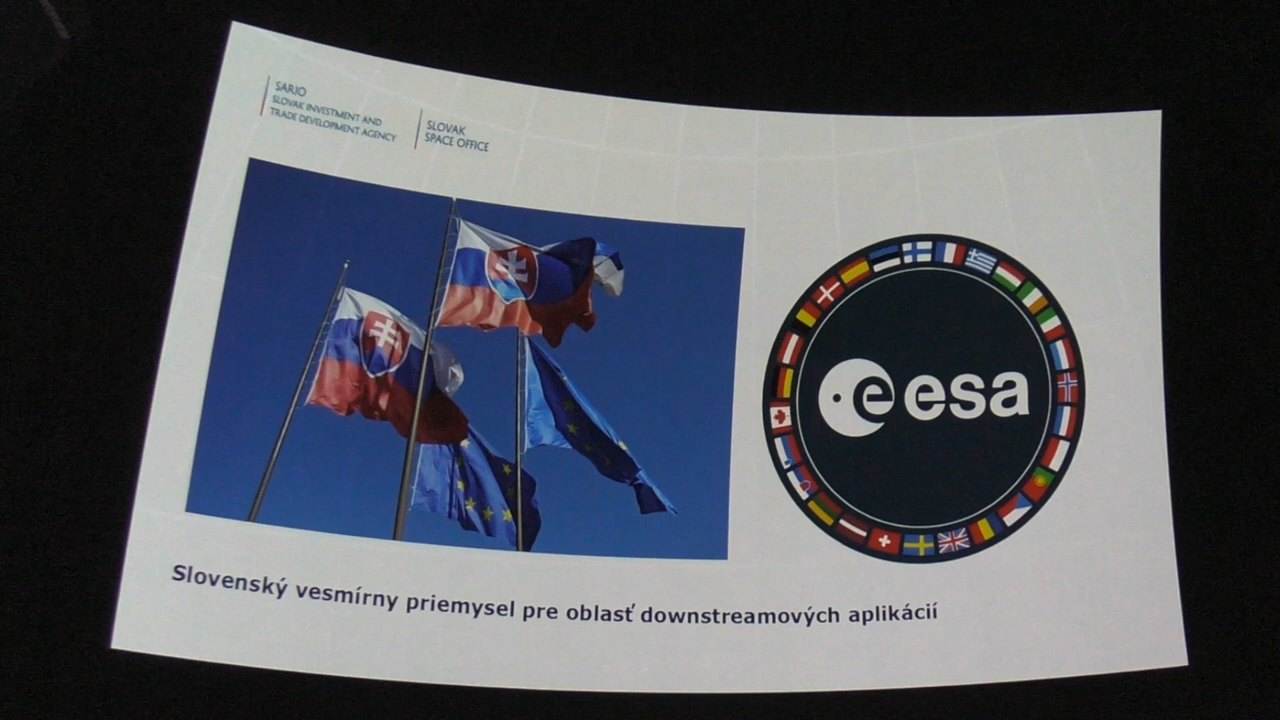 SARIO
SLOVAK INVESTMENT AND
TRADE DEVELOPMENT AGENCY
SLOVAK
SPACE OFFICE
esa
Slovenský vesmírny priemysel pre oblasť downstreamových aplikácií